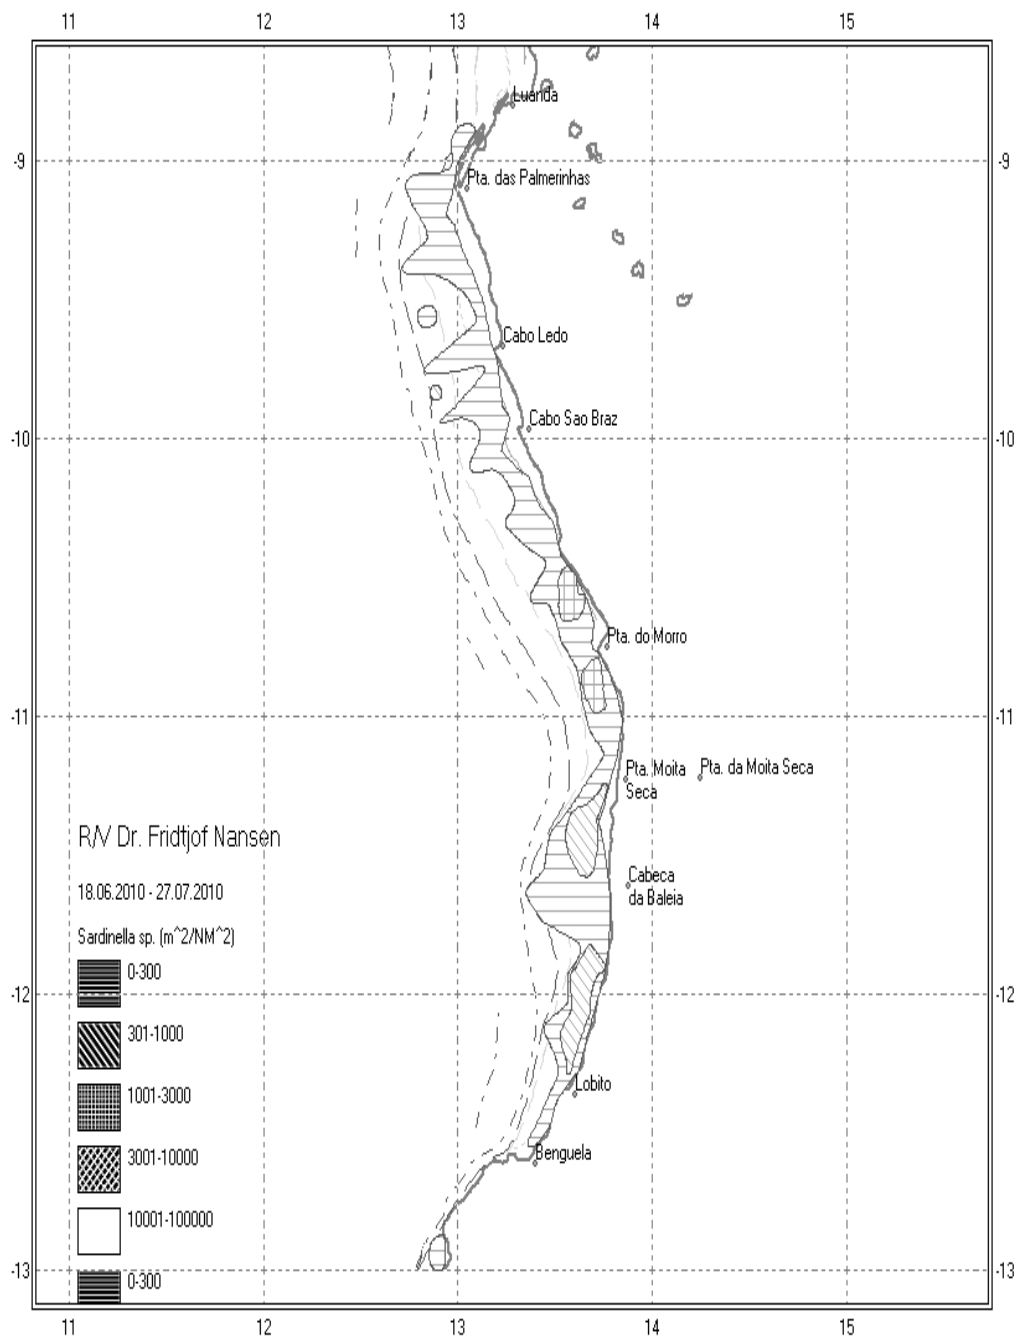 11 12 13 14 15
Luanda
-9 -9
Pta. das Palmerinhas
Cabo Ledo
Cabo Sao Braz
-10 -10
Pta. do Morro
-11 -11
Pta. Moita
Seca
Pta. da Moita Seca
R/V Dr. Fridtjof Nansen
Cabeca
da Baleia
18.06.2010 - 27.07.2010
Sardinella sp. (m^2/NM^2)
0-300
-12 -12
301-1000
1001-3000
Lobito
3001-10000
Benguela
10001-100000
-13 -13
0-300
11 12 13 14 15